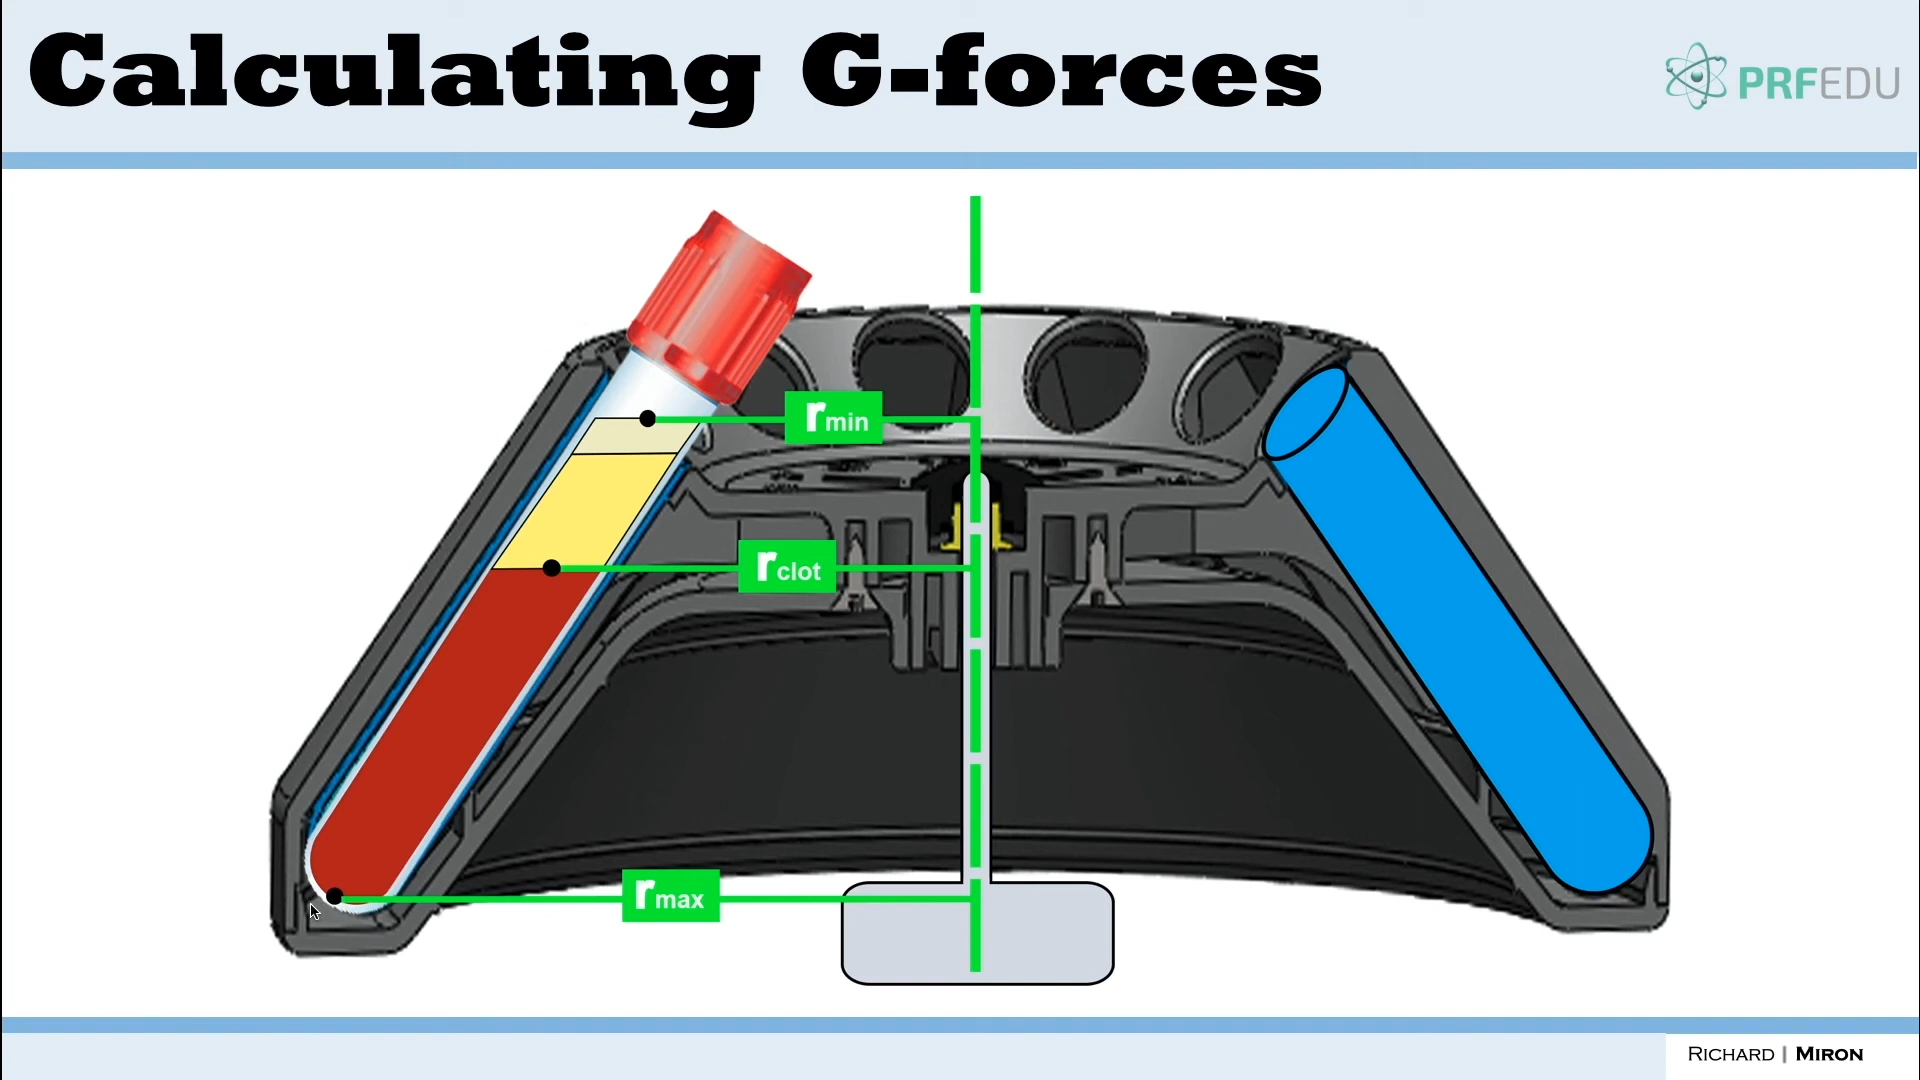 Calculating G-forces
PRFEDU
rmin
rclot
rmax
RICHARD | MIRON